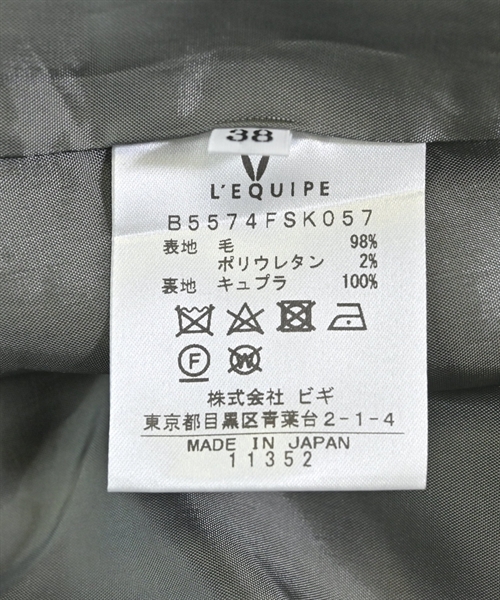 38
L'EQUIPE
B5574FSK057
表地 毛 98%
ポリウレタン 2%
裏地 キュプラ 100%
F W
株式会社 ビギ
東京都目黒区青葉台2-1-4
MADE IN JAPAN
11352